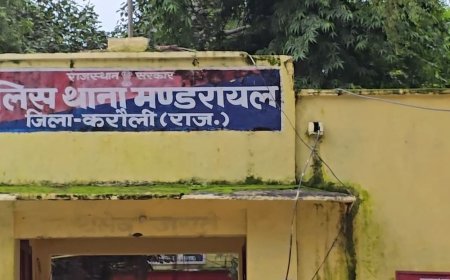 राजस्थान सरकार
लिस थाना मण्डरायल
जिला-करौली (राज.)